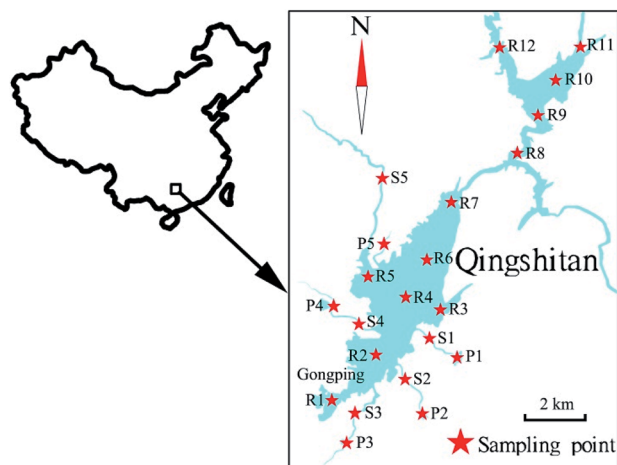 N
R12
R11
R10
R9
R8
S5
R7
P5
R6
Qingshitan
R5
R4
P4
R3
S4
S1
R2
P1
Gongping
S2
R1
S3
P2
2 km
P3
Sampling point